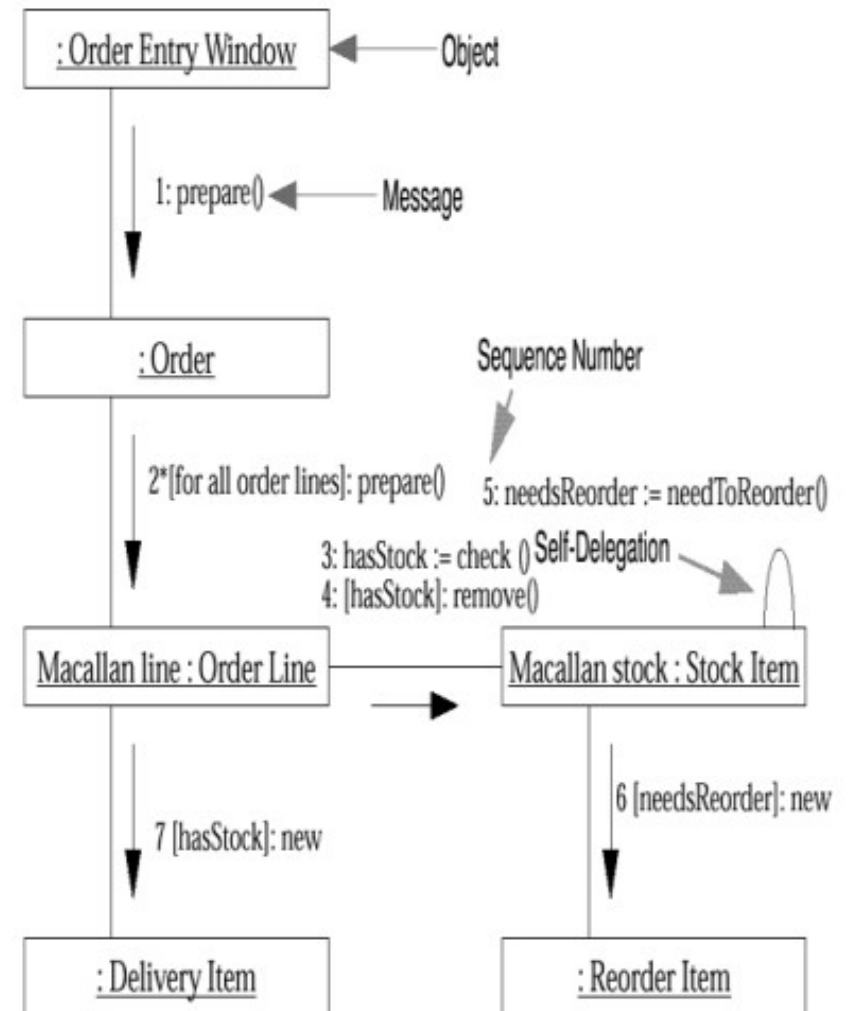 : Order Entry Window
Object
1: prepare()
Message
: Order
Sequence Number
2*[for all order lines]: prepare()
5: needsReorder := needToReorder()
3: hasStock := check ()
Self-Delegation
4: [hasStock]: remove()
Macallan line : Order Line
Macallan stock : Stock Item
7 [hasStock]: new
6 [needsReorder]: new
: Delivery Item
: Reorder Item